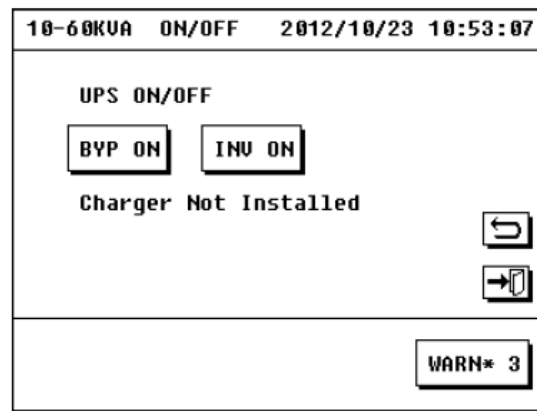 10-60KVA ON/OFF 2012/10/23 10:53:07
UPS ON/OFF
BYP ON INV ON
Charger Not Installed
WARN* 3